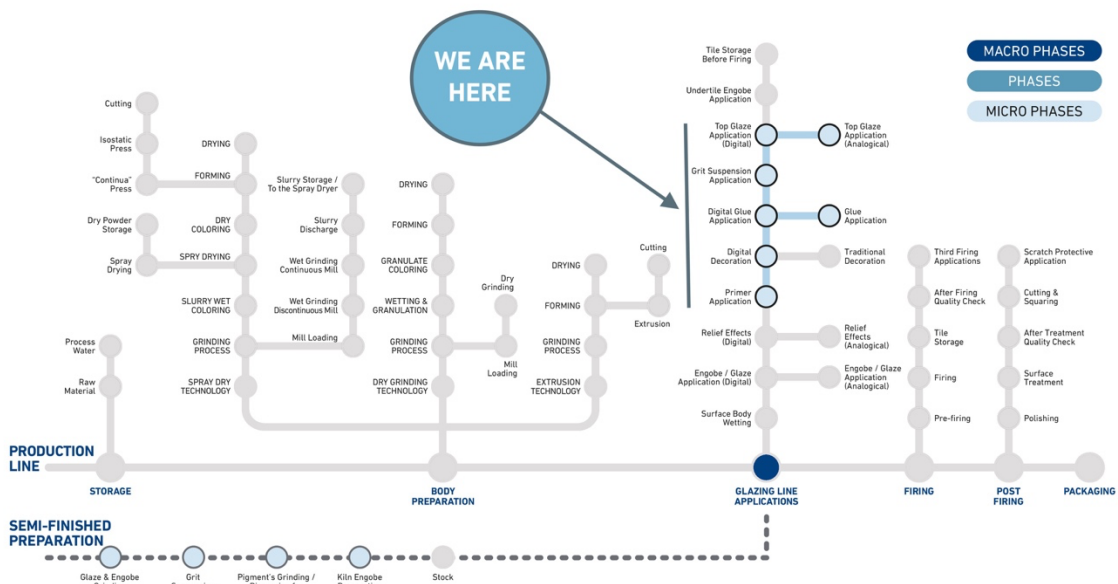 WE ARE
HERE
MACRO PHASES
PHASES
MICRO PHASES
Cutting
Isostatic
Press
"Continua"
Press
Dry Powder
Storage
Spray
Drying
DRYING
FORMING
DRY
COLORING
SPRY DRYING
SLURRY WET
COLORING
GRINDING
PROCESS
SPRAY DRY
TECHNOLOGY
Slurry Storage /
To the Spray Dryer
Slurry
Discharge
Wet Grinding
Continuous Mill
Wet Grinding
Discontinuous Mill
Mill Loading
DRYING
FORMING
GRANULATE
COLORING
WETTING &
GRANULATION
GRINDING
PROCESS
DRY GRINDING
TECHNOLOGY
Dry
Grinding
Mill
Loading
DRYING
FORMING
GRINDING
PROCESS
EXTRUSION
TECHNOLOGY
Cutting
Extrusion
Tile Storage
Before Firing
Undertile Engobe
Application
Top Glaze
Application
(Digital)
Top Glaze
Application
(Analogical)
Grit Suspension
Application
Digital Glue
Application
Glue
Application
Digital
Decoration
Traditional
Decoration
Primer
Application
Relief Effects
(Digital)
Relief
Effects
(Analogical)
Engobe / Glaze
Application (Digital)
Engobe / Glaze
Application
(Analogical)
Surface Body
Wetting
Third Firing
Applications
After Firing
Quality Check
Tile
Storage
Firing
Pre-firing
Scratch Protective
Application
Cutting &
Squaring
After Treatment
Quality Check
Surface
Treatment
Polishing
Process
Water
Raw
Material
PRODUCTION
LINE
STORAGE
BODY
PREPARATION
GLAZING LINE
APPLICATIONS
FIRING
POST
FIRING
PACKAGING
SEMI-FINISHED
PREPARATION
Glaze & Engobe
Grit
Pigment's Grinding /
Kiln Engobe
Stock